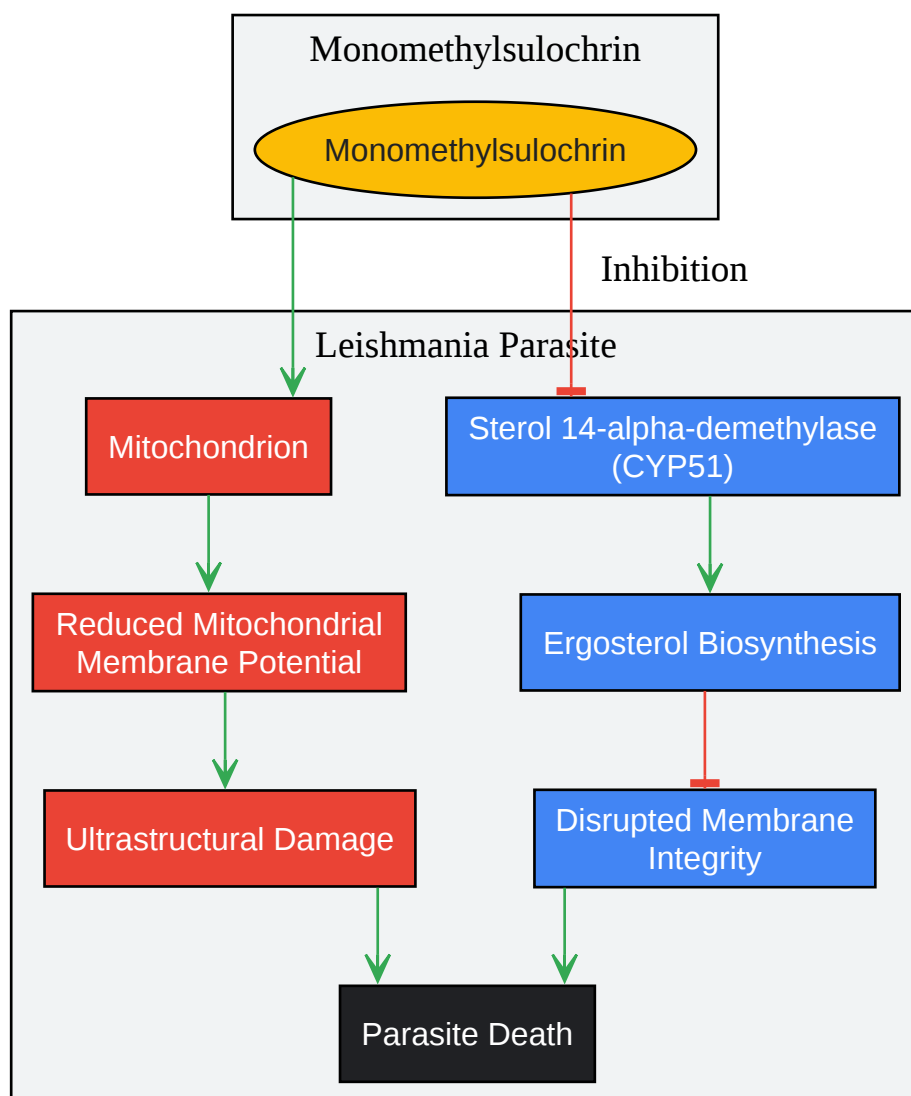 Monomethylsulochrin
Monomethylsulochrin
Inhibition
Leishmania Parasite
Mitochondrion
Sterol 14-alpha-demethylase
(CYP51)
Reduced Mitochondrial
Membrane Potential
Ergosterol Biosynthesis
Ultrastructural Damage
Disrupted Membrane
Integrity
Parasite Death